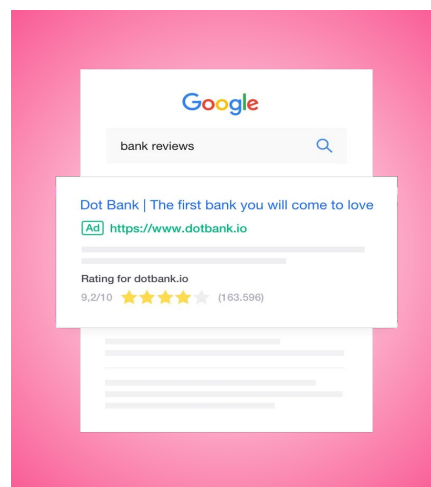 Google
bank reviews
Dot Bank | The first bank you will come to love
Ad https://www.dotbank.io
Rating for dotbank.io
9,2/10 (163.596)